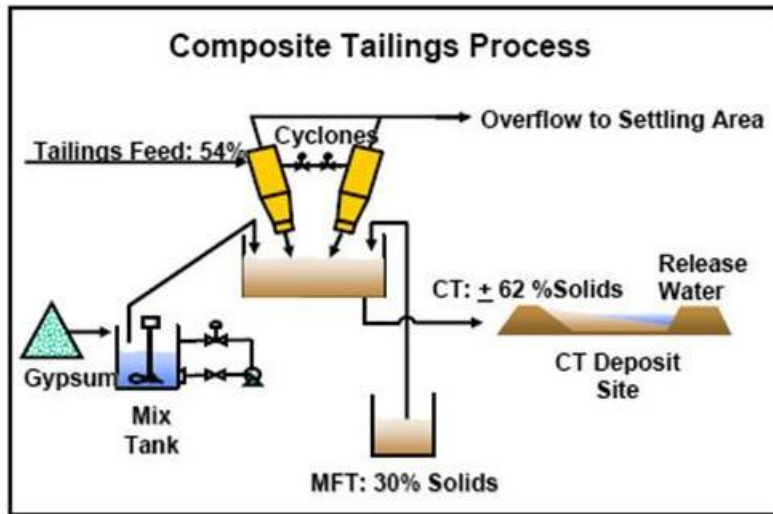 Composite Tailings Process
Cyclones
Overflow to Settling Area
Tailings Feed: 54%
CT: ± 62 %Solids
Release
Water
Gypsum
CT Deposit
Site
Mix
Tank
MFT: 30% Solids